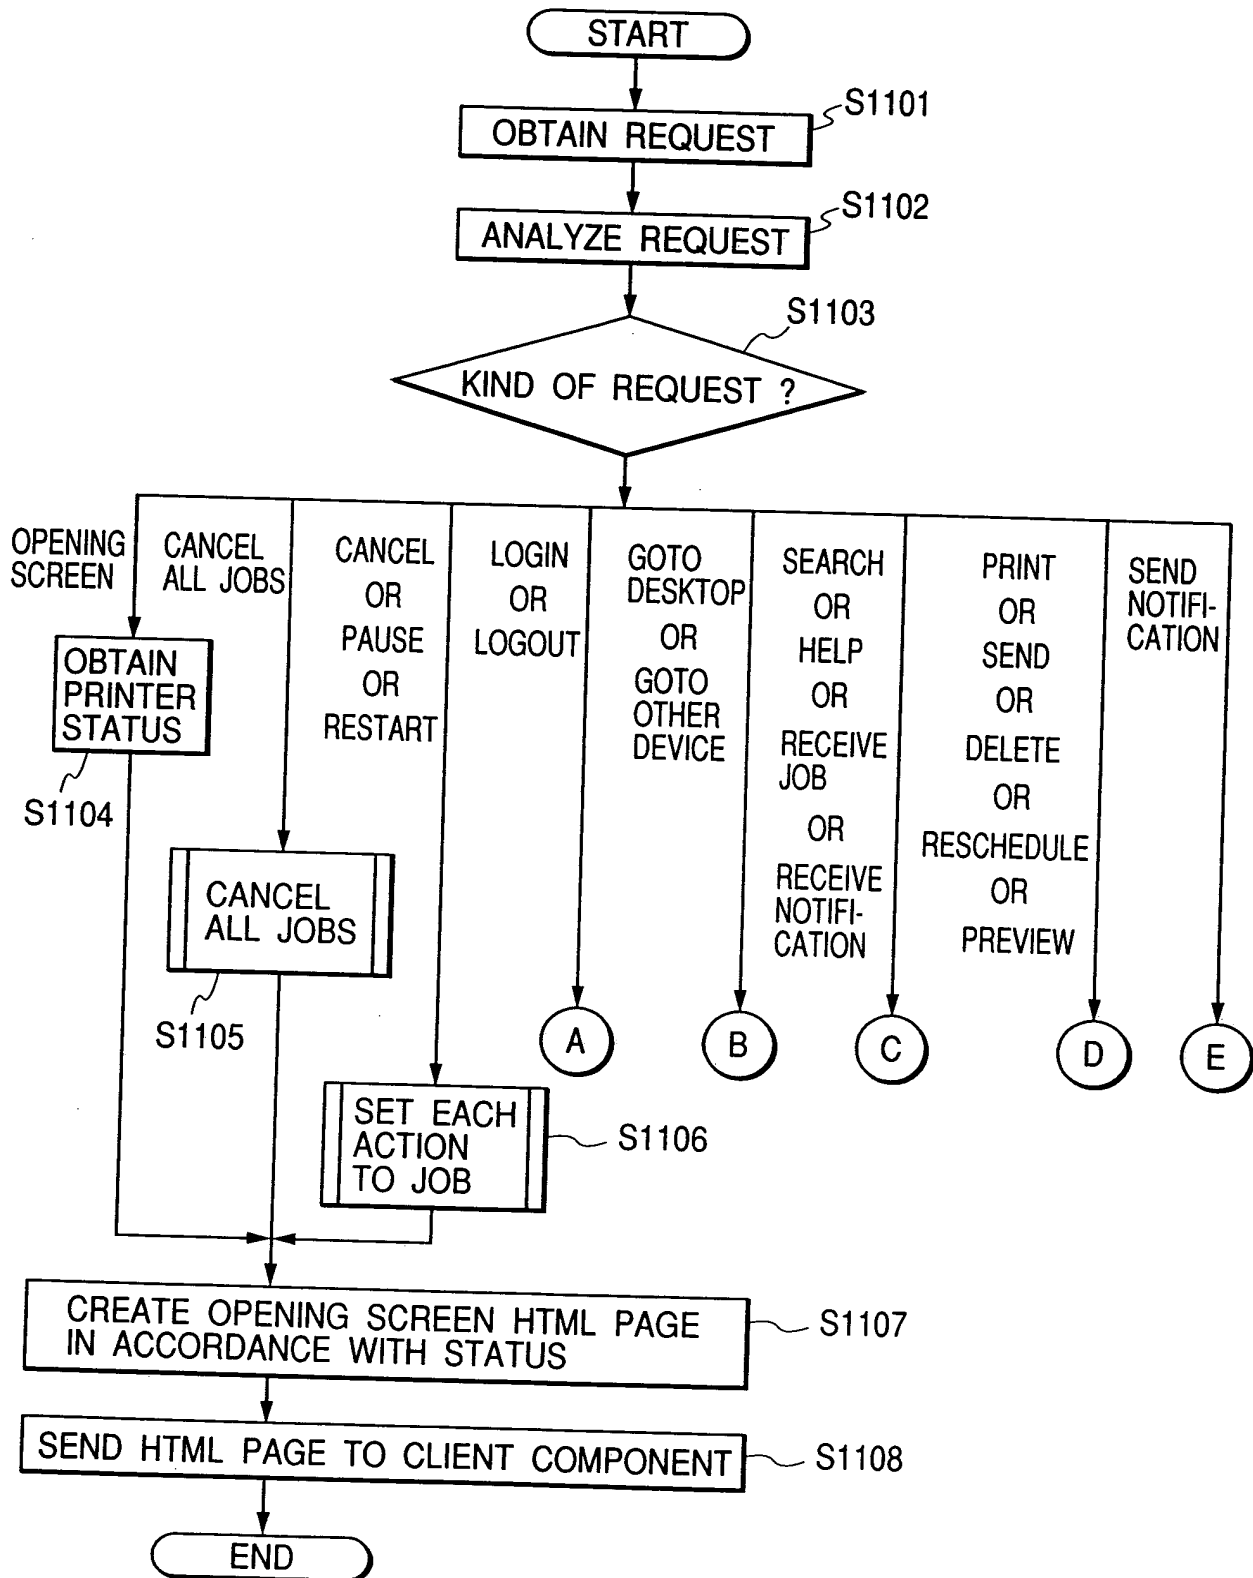 START
S1101
OBTAIN REQUEST
S1102
ANALYZE REQUEST
S1103
KIND OF REQUEST ?
OPENING
SCREEN
CANCEL
ALL JOBS
CANCEL
OR
PAUSE
OR
RESTART
LOGIN
OR
LOGOUT
GOTO
DESKTOP
OR
GOTO
OTHER
DEVICE
SEARCH
OR
HELP
OR
RECEIVE
JOB
OR
RECEIVE
NOTIFI-
CATION
PRINT
OR
SEND
OR
DELETE
OR
RESCHEDULE
OR
PREVIEW
SEND
NOTIFI-
CATION
OBTAIN
PRINTER
STATUS
S1104
CANCEL
ALL JOBS
S1105
A
B
C
D
E
SET EACH
ACTION
TO JOB
S1106
CREATE OPENING SCREEN HTML PAGE
IN ACCORDANCE WITH STATUS
S1107
SEND HTML PAGE TO CLIENT COMPONENT
S1108
END